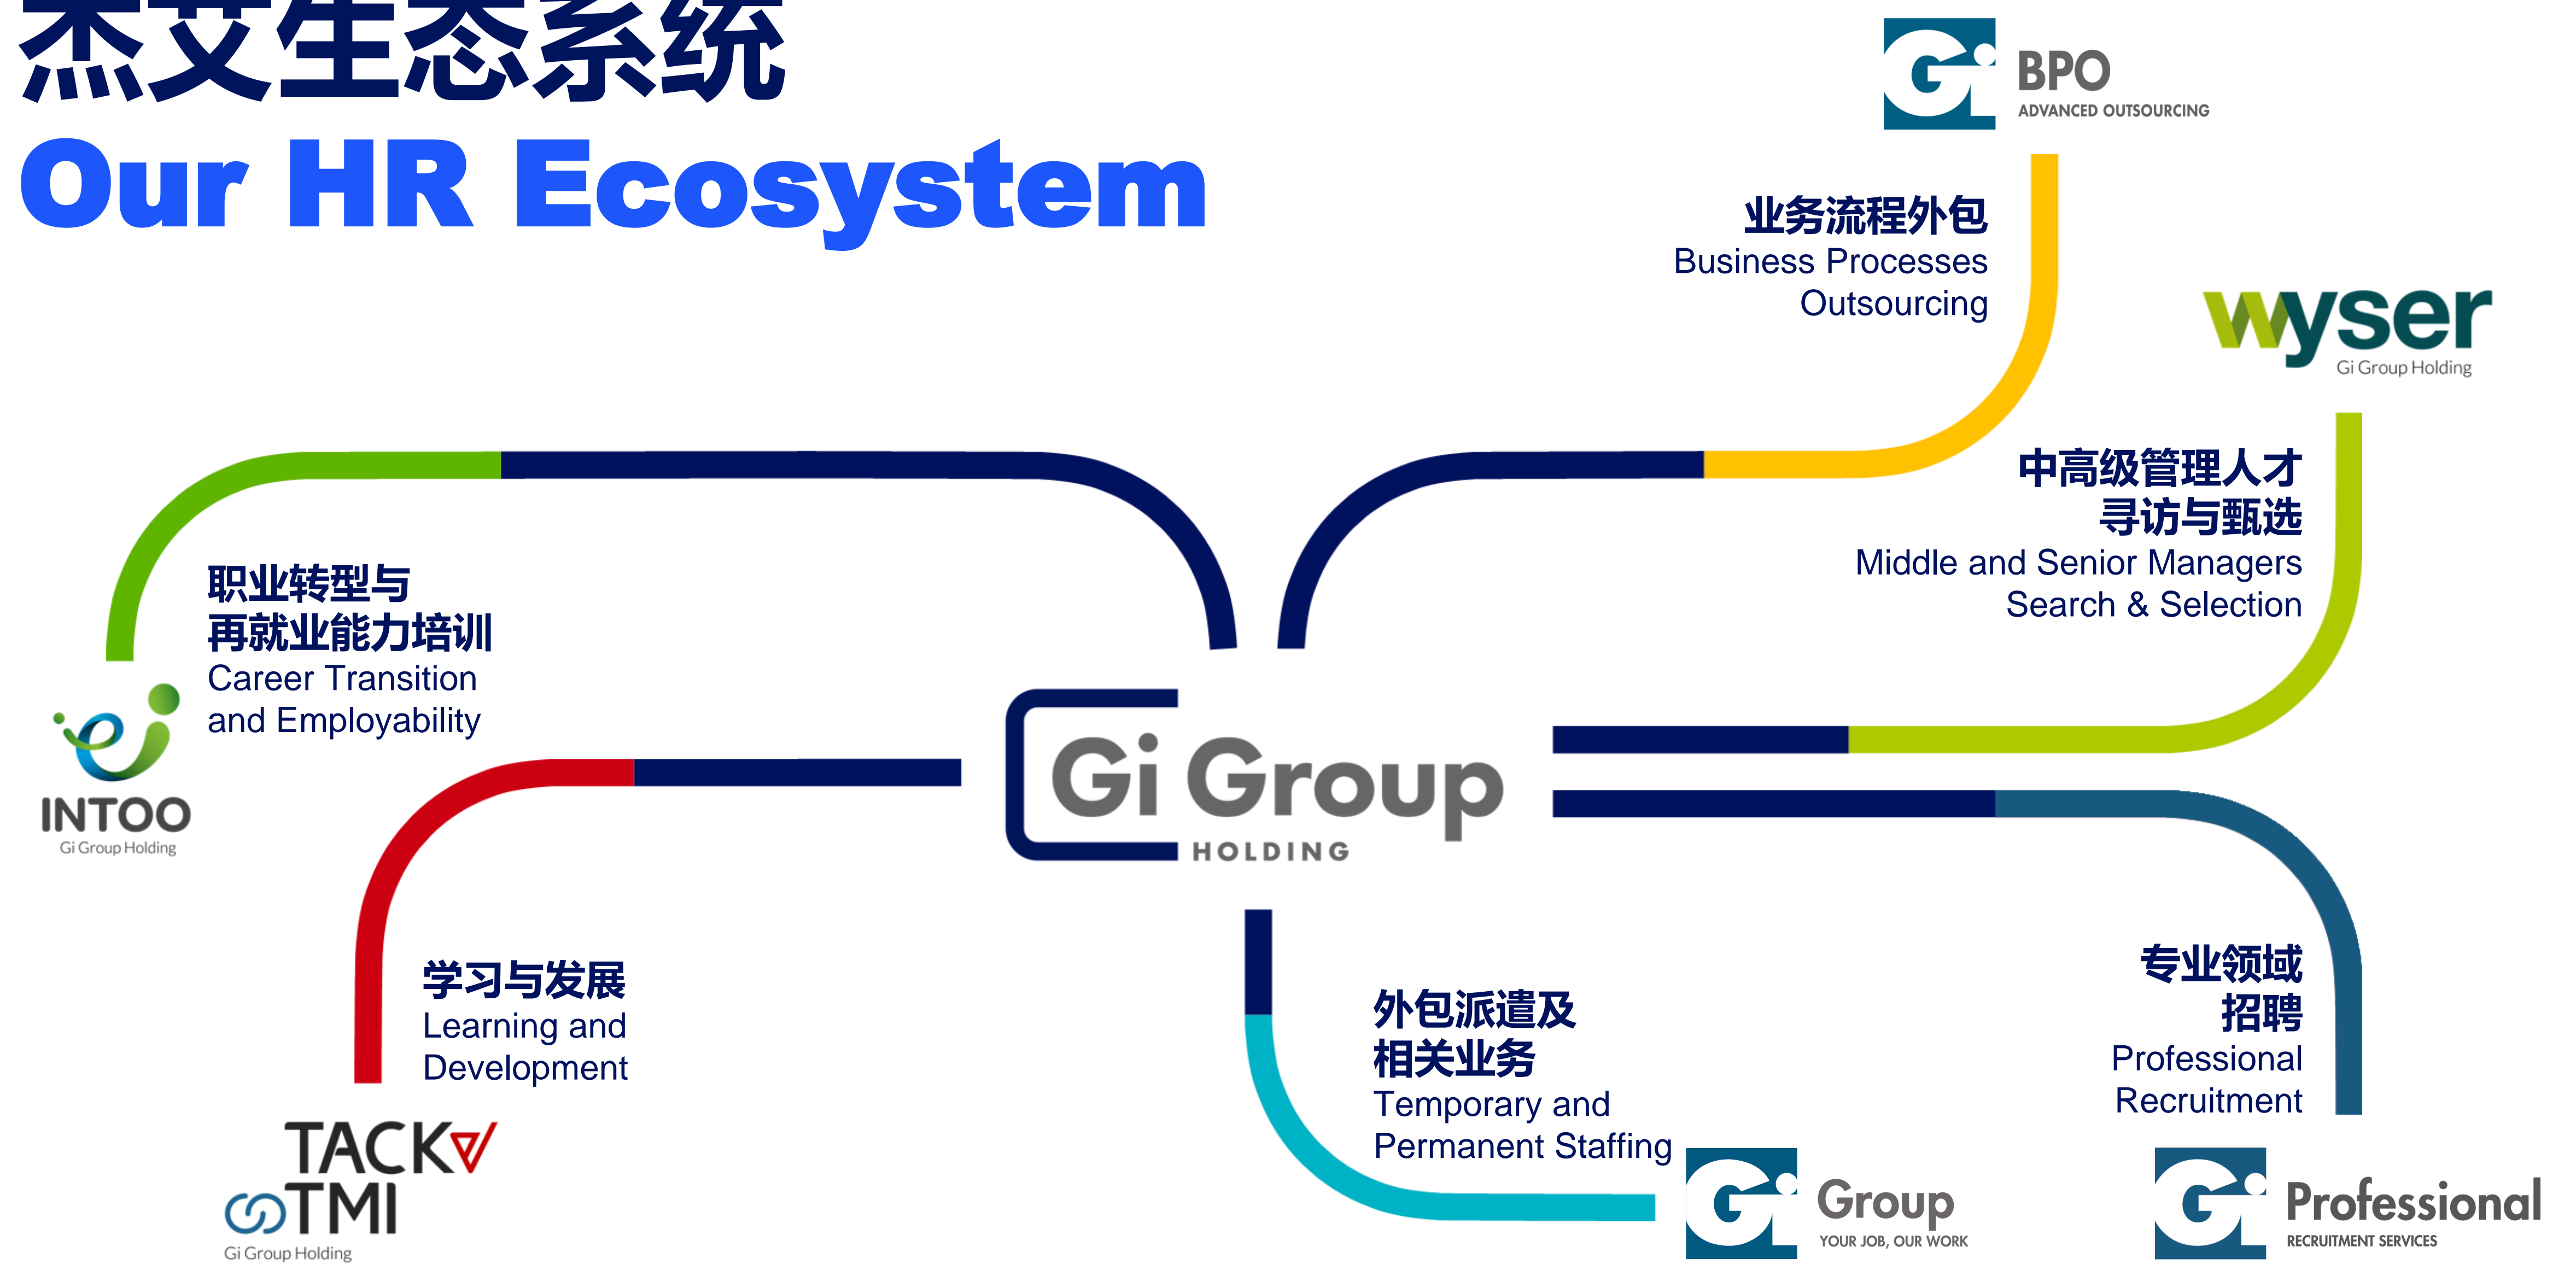 杰艾生态系统
Our HR Ecosystem
Gi
BPO
ADVANCED OUTSOURCING
业务流程外包
Business Processes
Outsourcing
wyser
Gi Group Holding
中高级管理人才
寻访与甄选
Middle and Senior Managers
Search & Selection
职业转型与
再就业能力培训
Career Transition
and Employability
INTOO
Gi Group Holding
Gi Group
HOLDING
学习与发展
Learning and
Development
TACK
TMI
Gi Group Holding
外包派遣及
相关业务
Temporary and
Permanent Staffing
Gi
Group
YOUR JOB, OUR WORK
专业领域
招聘
Professional
Recruitment
Gi
Professional
RECRUITMENT SERVICES